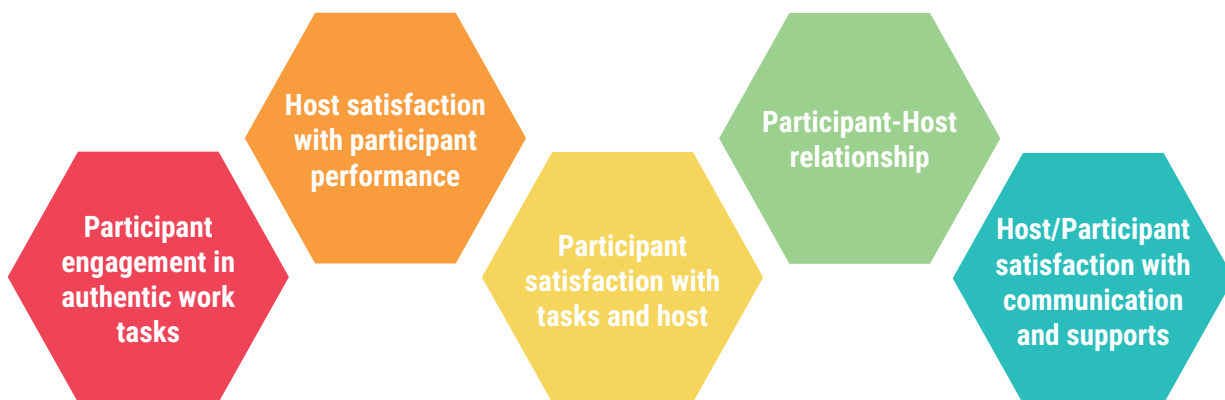 Participant
engagement in
authentic work
tasks
Host satisfaction
with participant
performance
Participant
satisfaction with
tasks and host
Participant-Host
relationship
Host/Participant
satisfaction with
communication
and supports